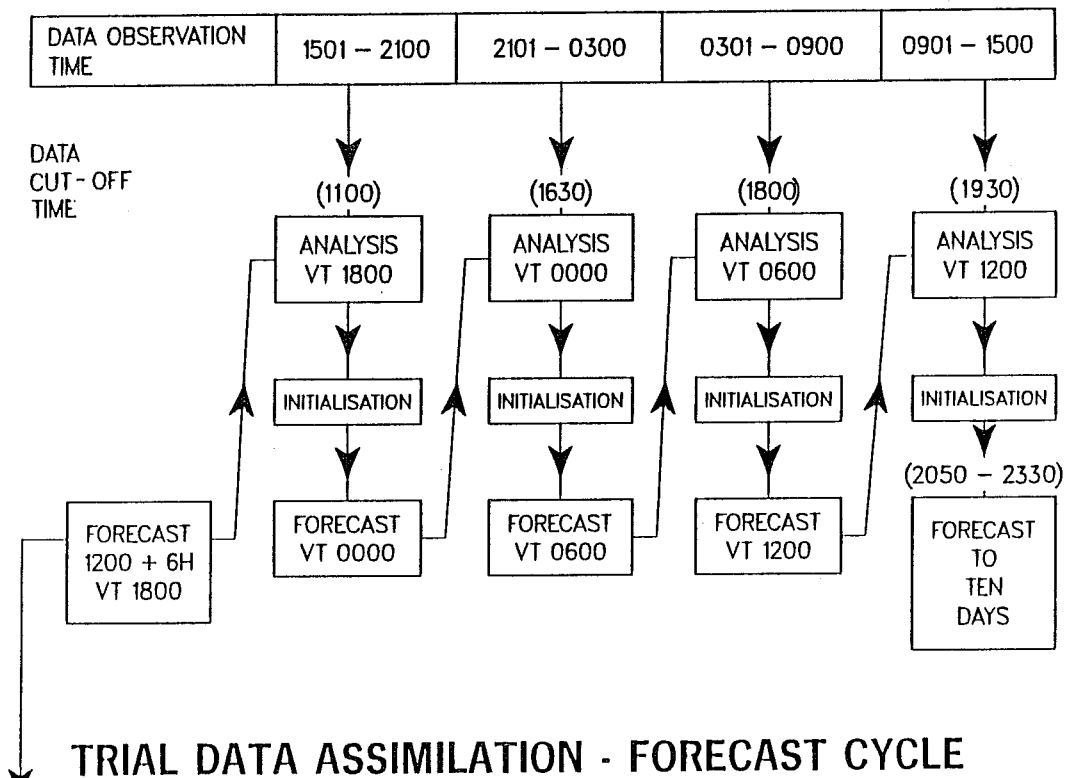 DATA OBSERVATION
TIME
1501 - 2100
2101 - 0300
0301 - 0900
0901 - 1500
DATA
CUT-OFF
TIME
(1100)
(1630)
(1800)
(1930)
ANALYSIS
VT 1800
ANALYSIS
VT 0000
ANALYSIS
VT 0600
ANALYSIS
VT 1200
INITIALISATION
INITIALISATION
INITIALISATION
INITIALISATION
(2050 - 2330)
FORECAST
1200 + 6H
VT 1800
FORECAST
VT 0000
FORECAST
VT 0600
FORECAST
VT 1200
FORECAST
TO
TEN
DAYS
TRIAL DATA ASSIMILATION - FORECAST CYCLE